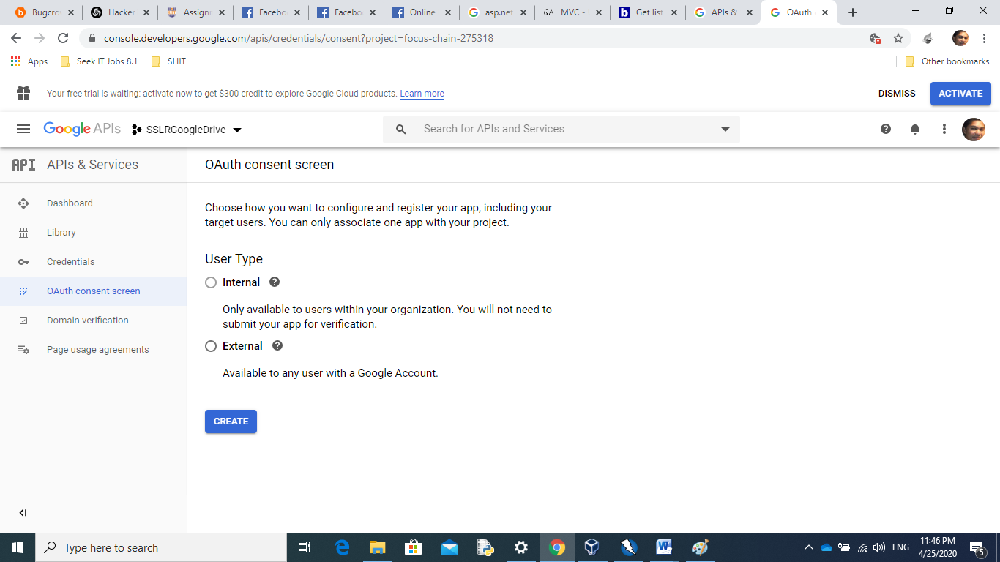 Bugcro
Hacker
Assignm
Facebo
Facebo
Online
asp.net
QA MVC -
b Get list
APIs &
OAuth
console.developers.google.com/apis/credentials/consent?project=focus-chain-275318
Apps
Seek IT Jobs 8.1
SLIIT
Other bookmarks
Your free trial is waiting: activate now to get $300 credit to explore Google Cloud products. Learn more
DISMISS
ACTIVATE
Google APIs
SSLRGoogleDrive
Search for APIs and Services
API APIs & Services
OAuth consent screen
Dashboard
Library
Credentials
OAuth consent screen
Domain verification
Page usage agreements
Choose how you want to configure and register your app, including your
target users. You can only associate one app with your project.
User Type
Internal
Only available to users within your organization. You will not need to
submit your app for verification.
External
Available to any user with a Google Account.
CREATE
Type here to search
ENG
11:46 PM
4/25/2020
5